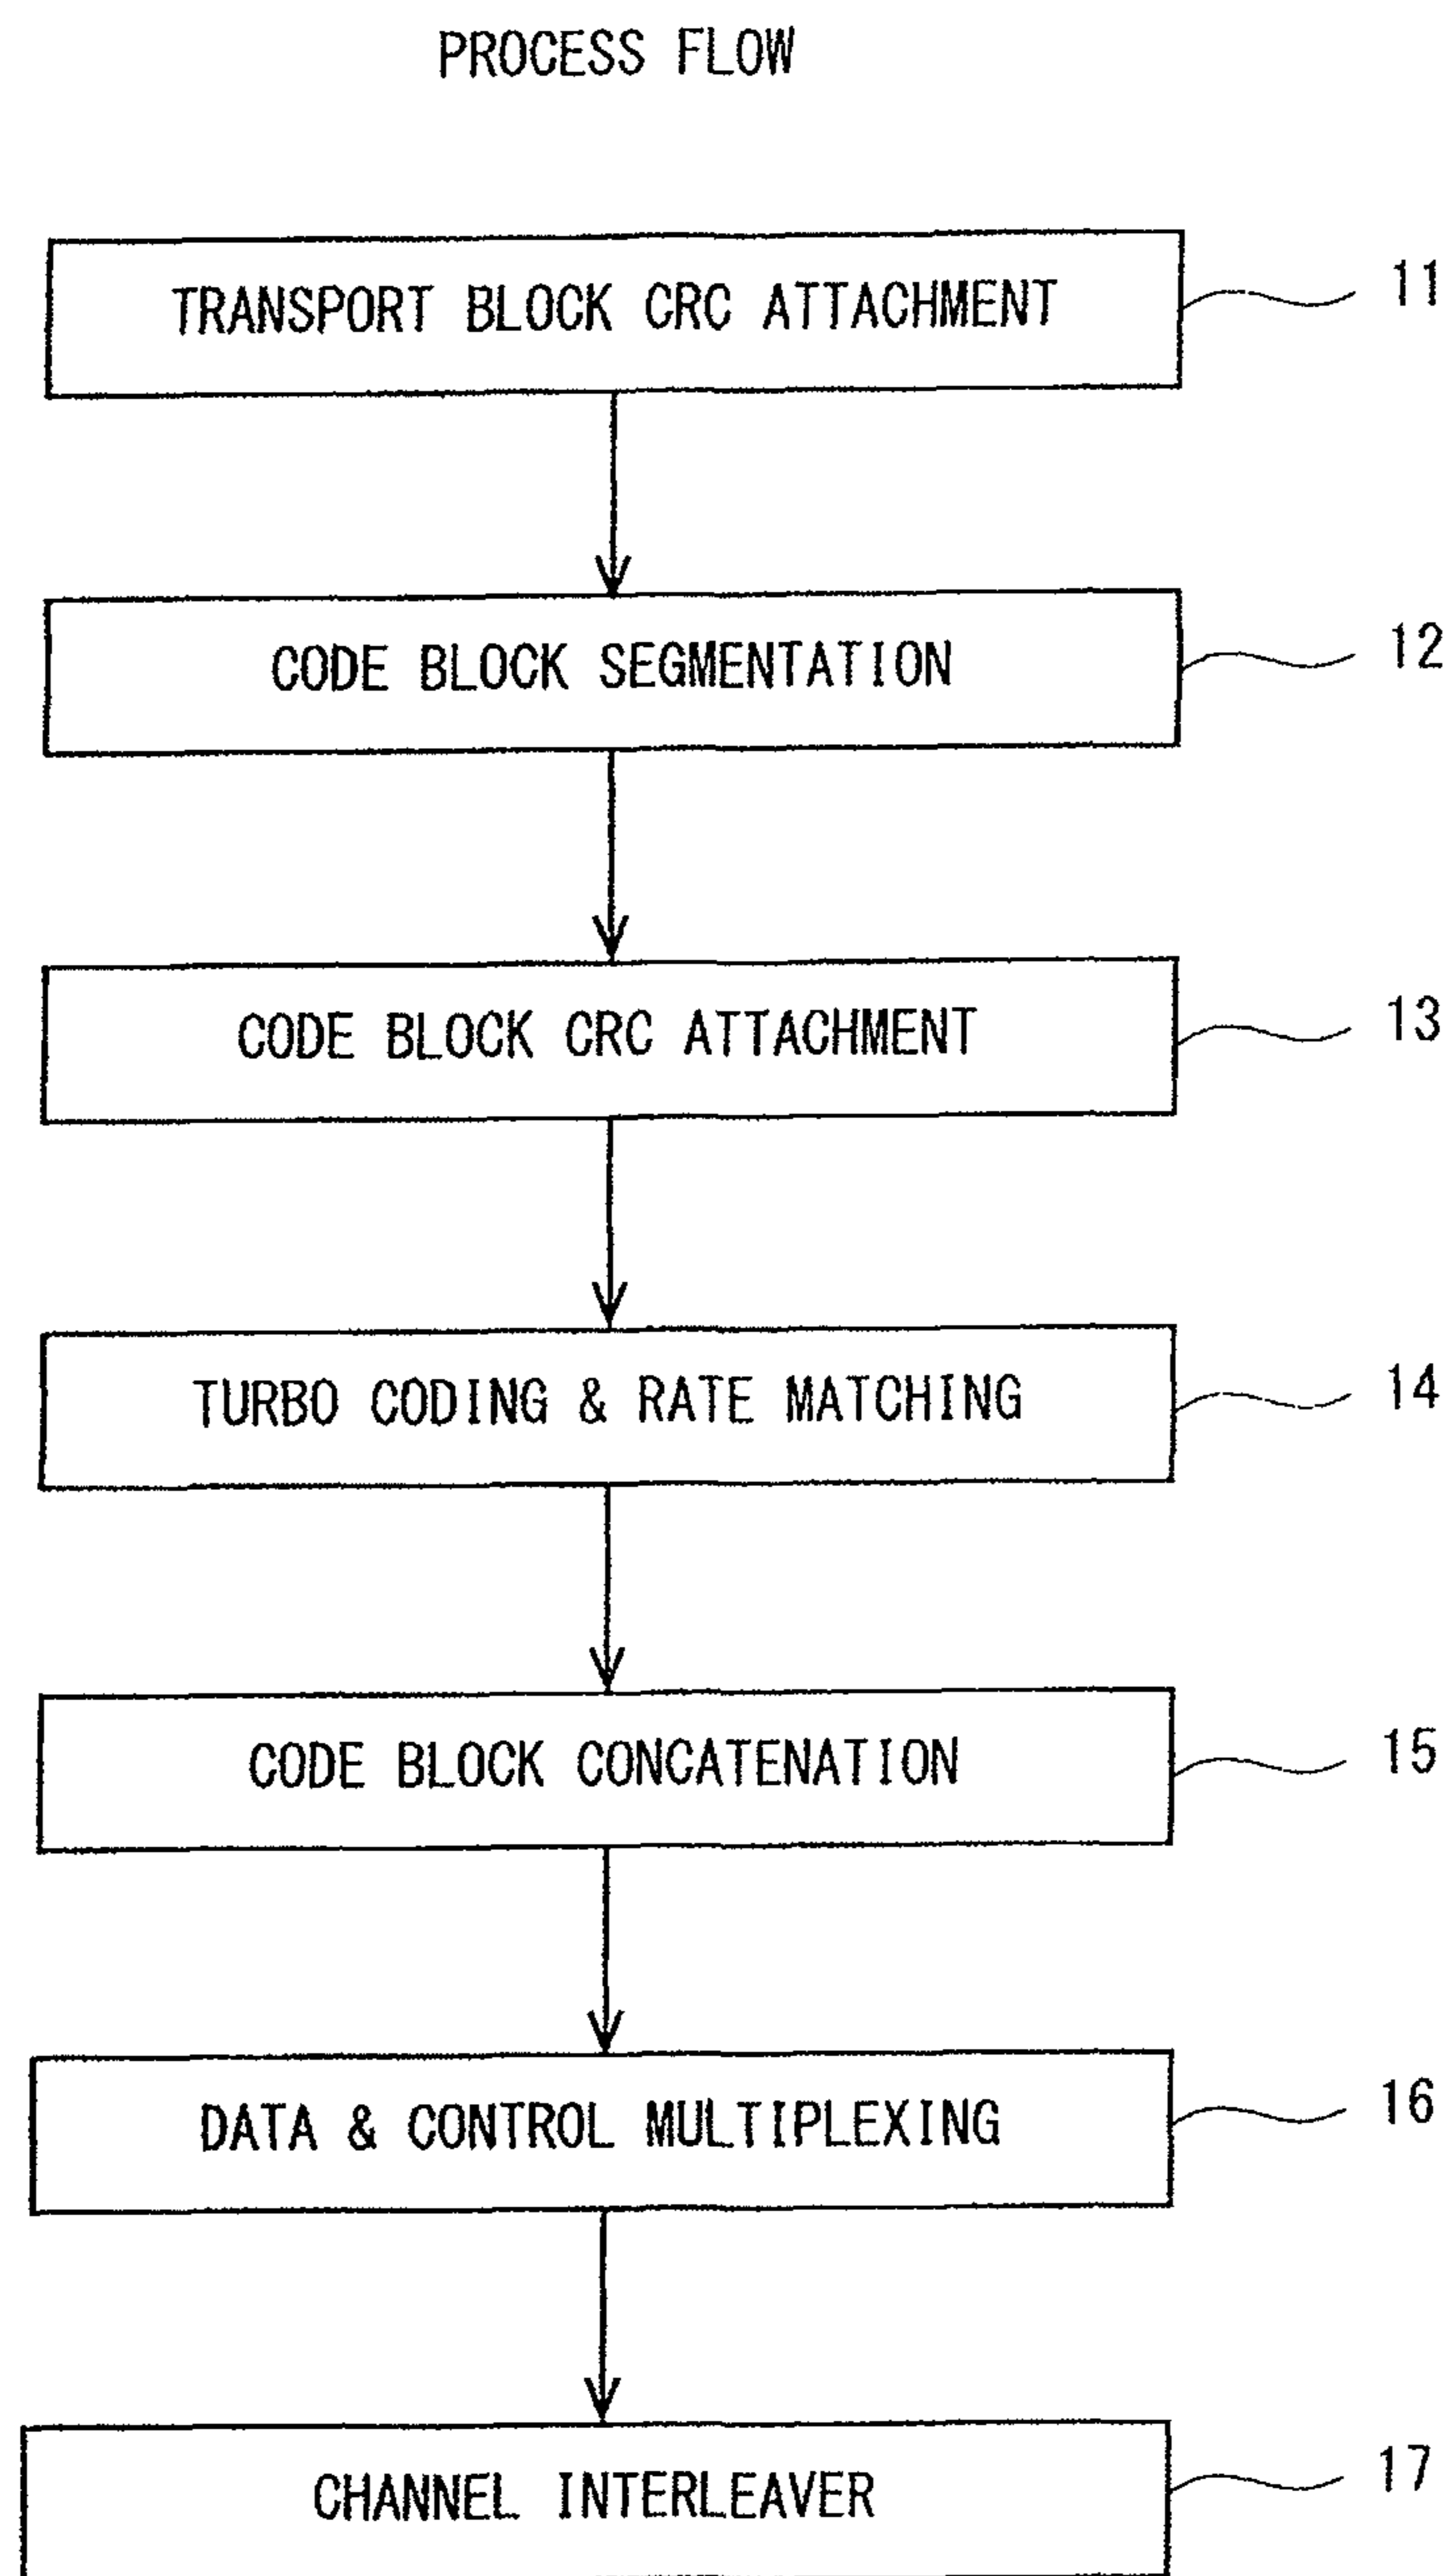 PROCESS FLOW
TRANSPORT BLOCK CRC ATTACHMENT 11
CODE BLOCK SEGMENTATION 12
CODE BLOCK CRC ATTACHMENT 13
TURBO CODING & RATE MATCHING 14
CODE BLOCK CONCATENATION 15
DATA & CONTROL MULTIPLEXING 16
CHANNEL INTERLEAVER 17